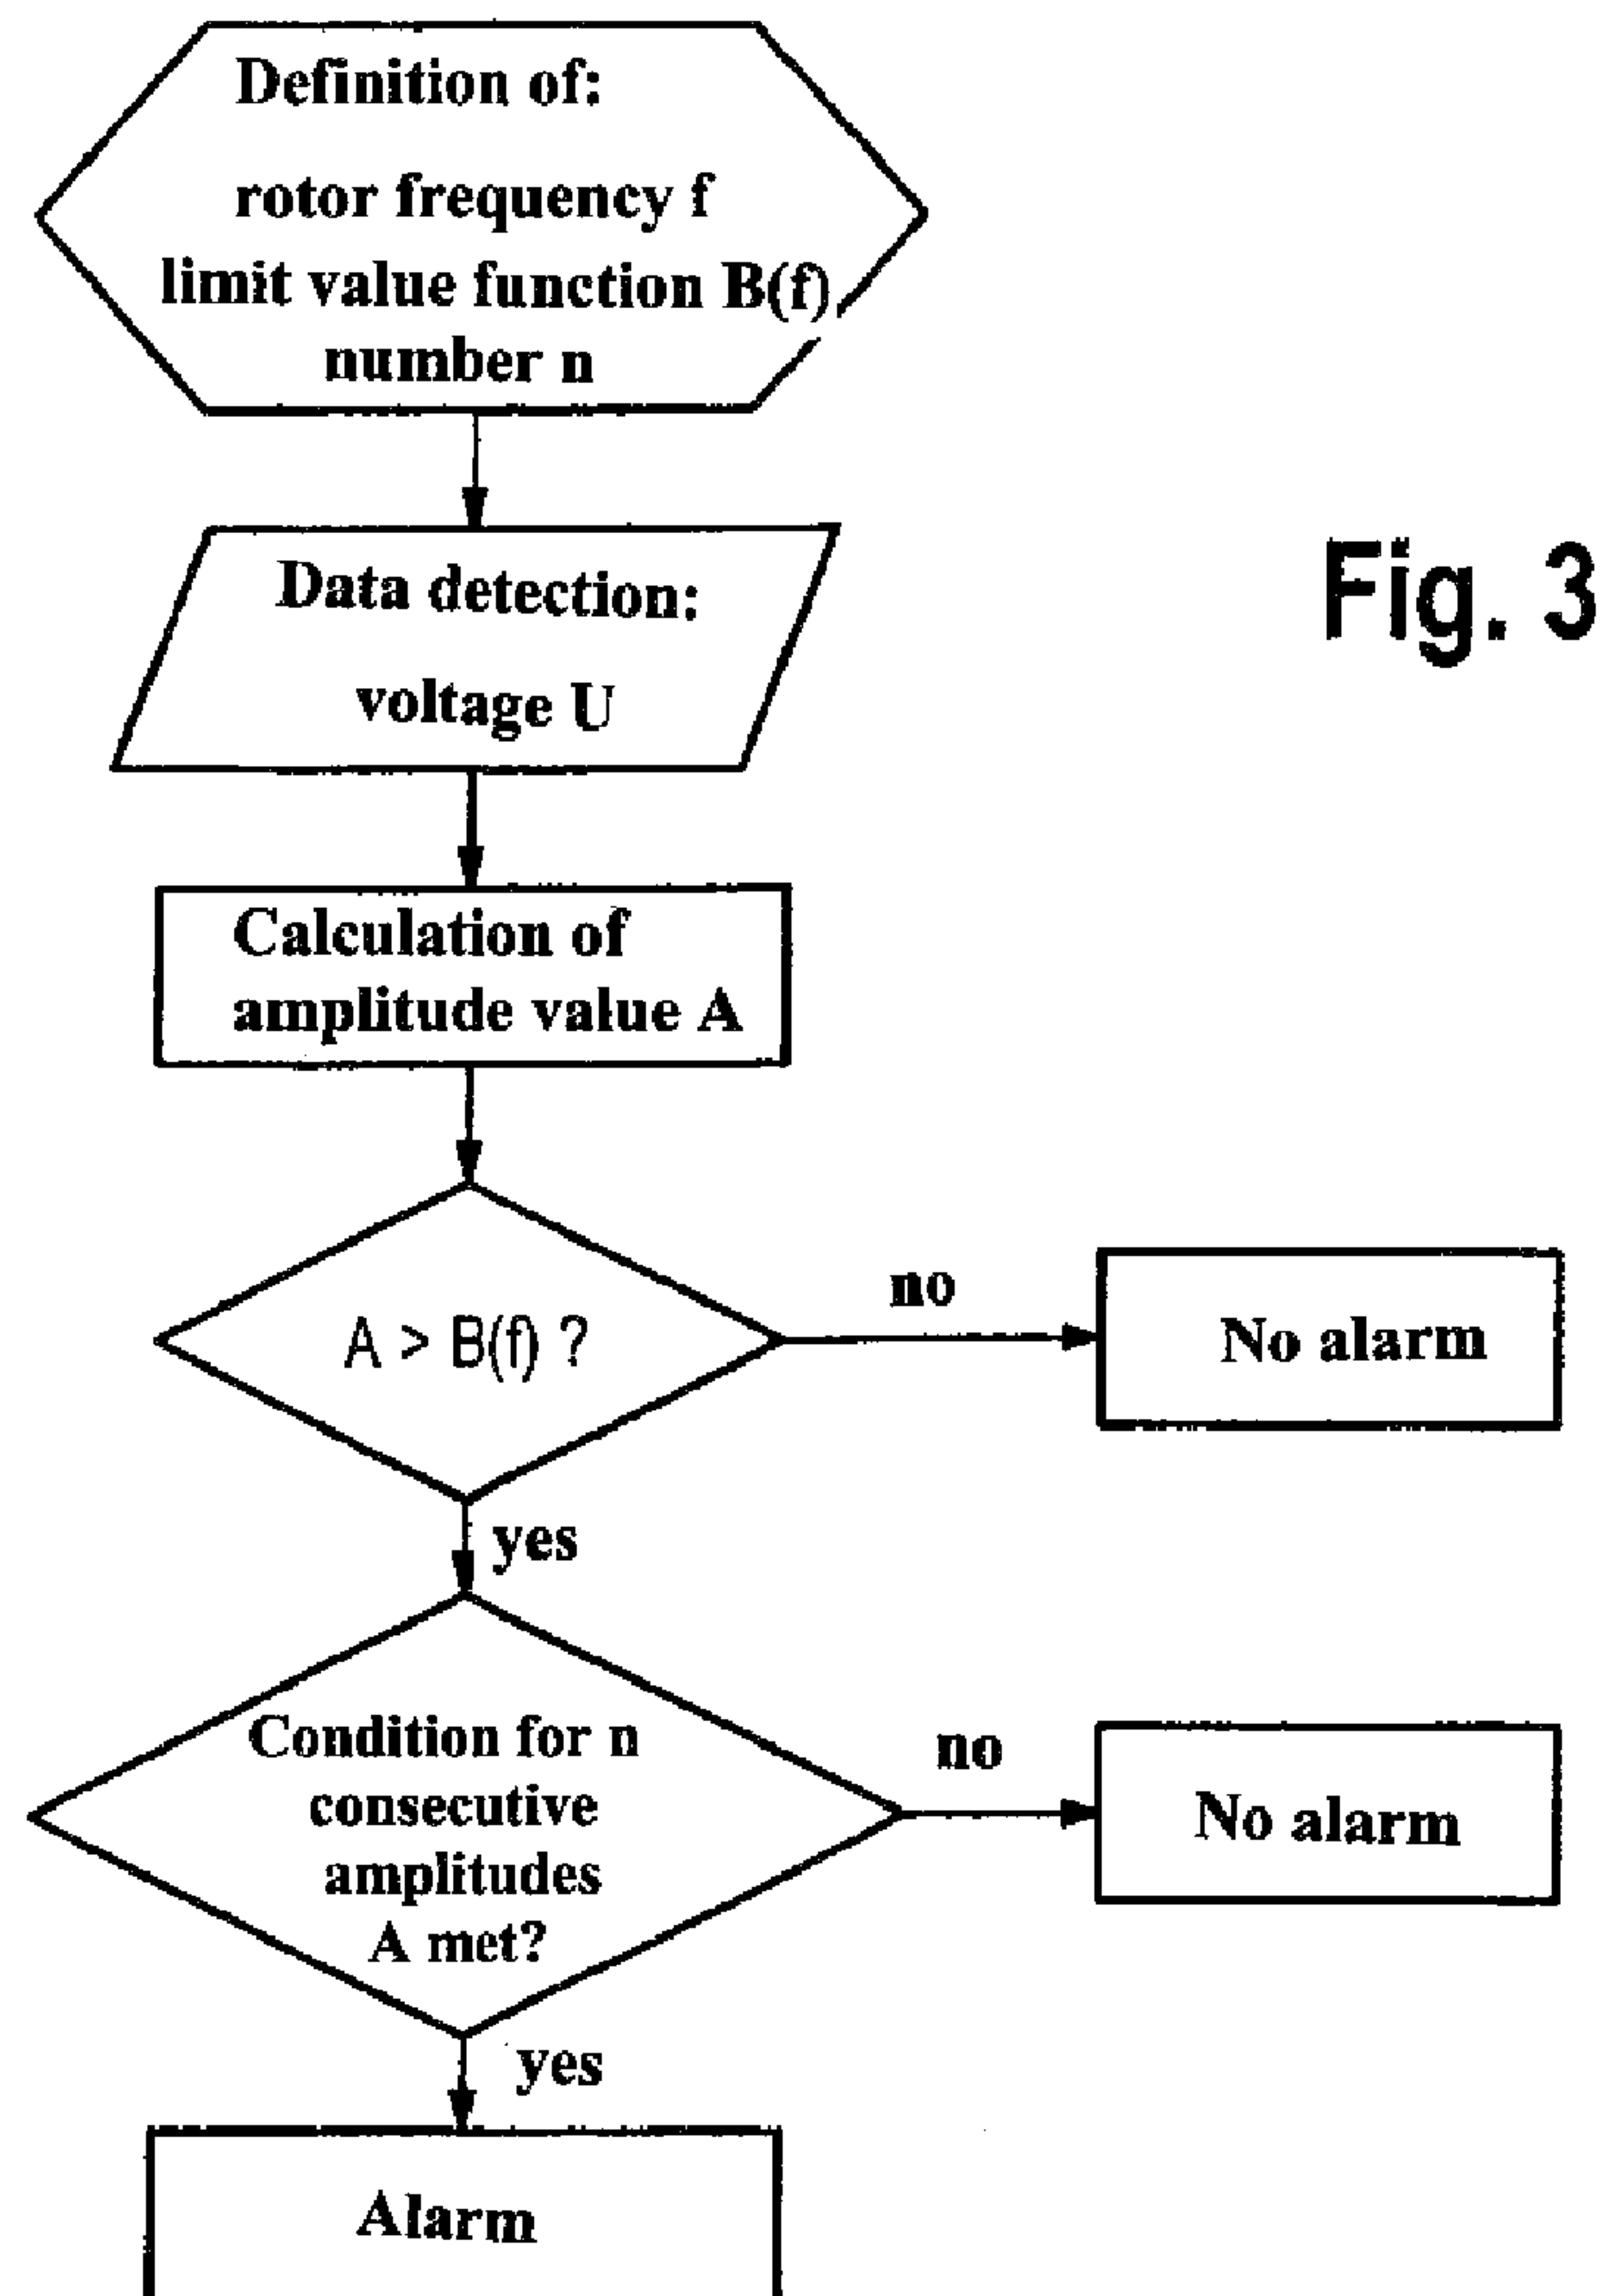 Definition of:
rotor frequency f
limit value function B(f)
number n
Data detection:
voltage U
Fig. 3
Calculation of
amplitude value A
A > B(f) ?
no
No alarm
yes
Condition for n
consecutive
amplitudes
A met?
no
No alarm
yes
Alarm